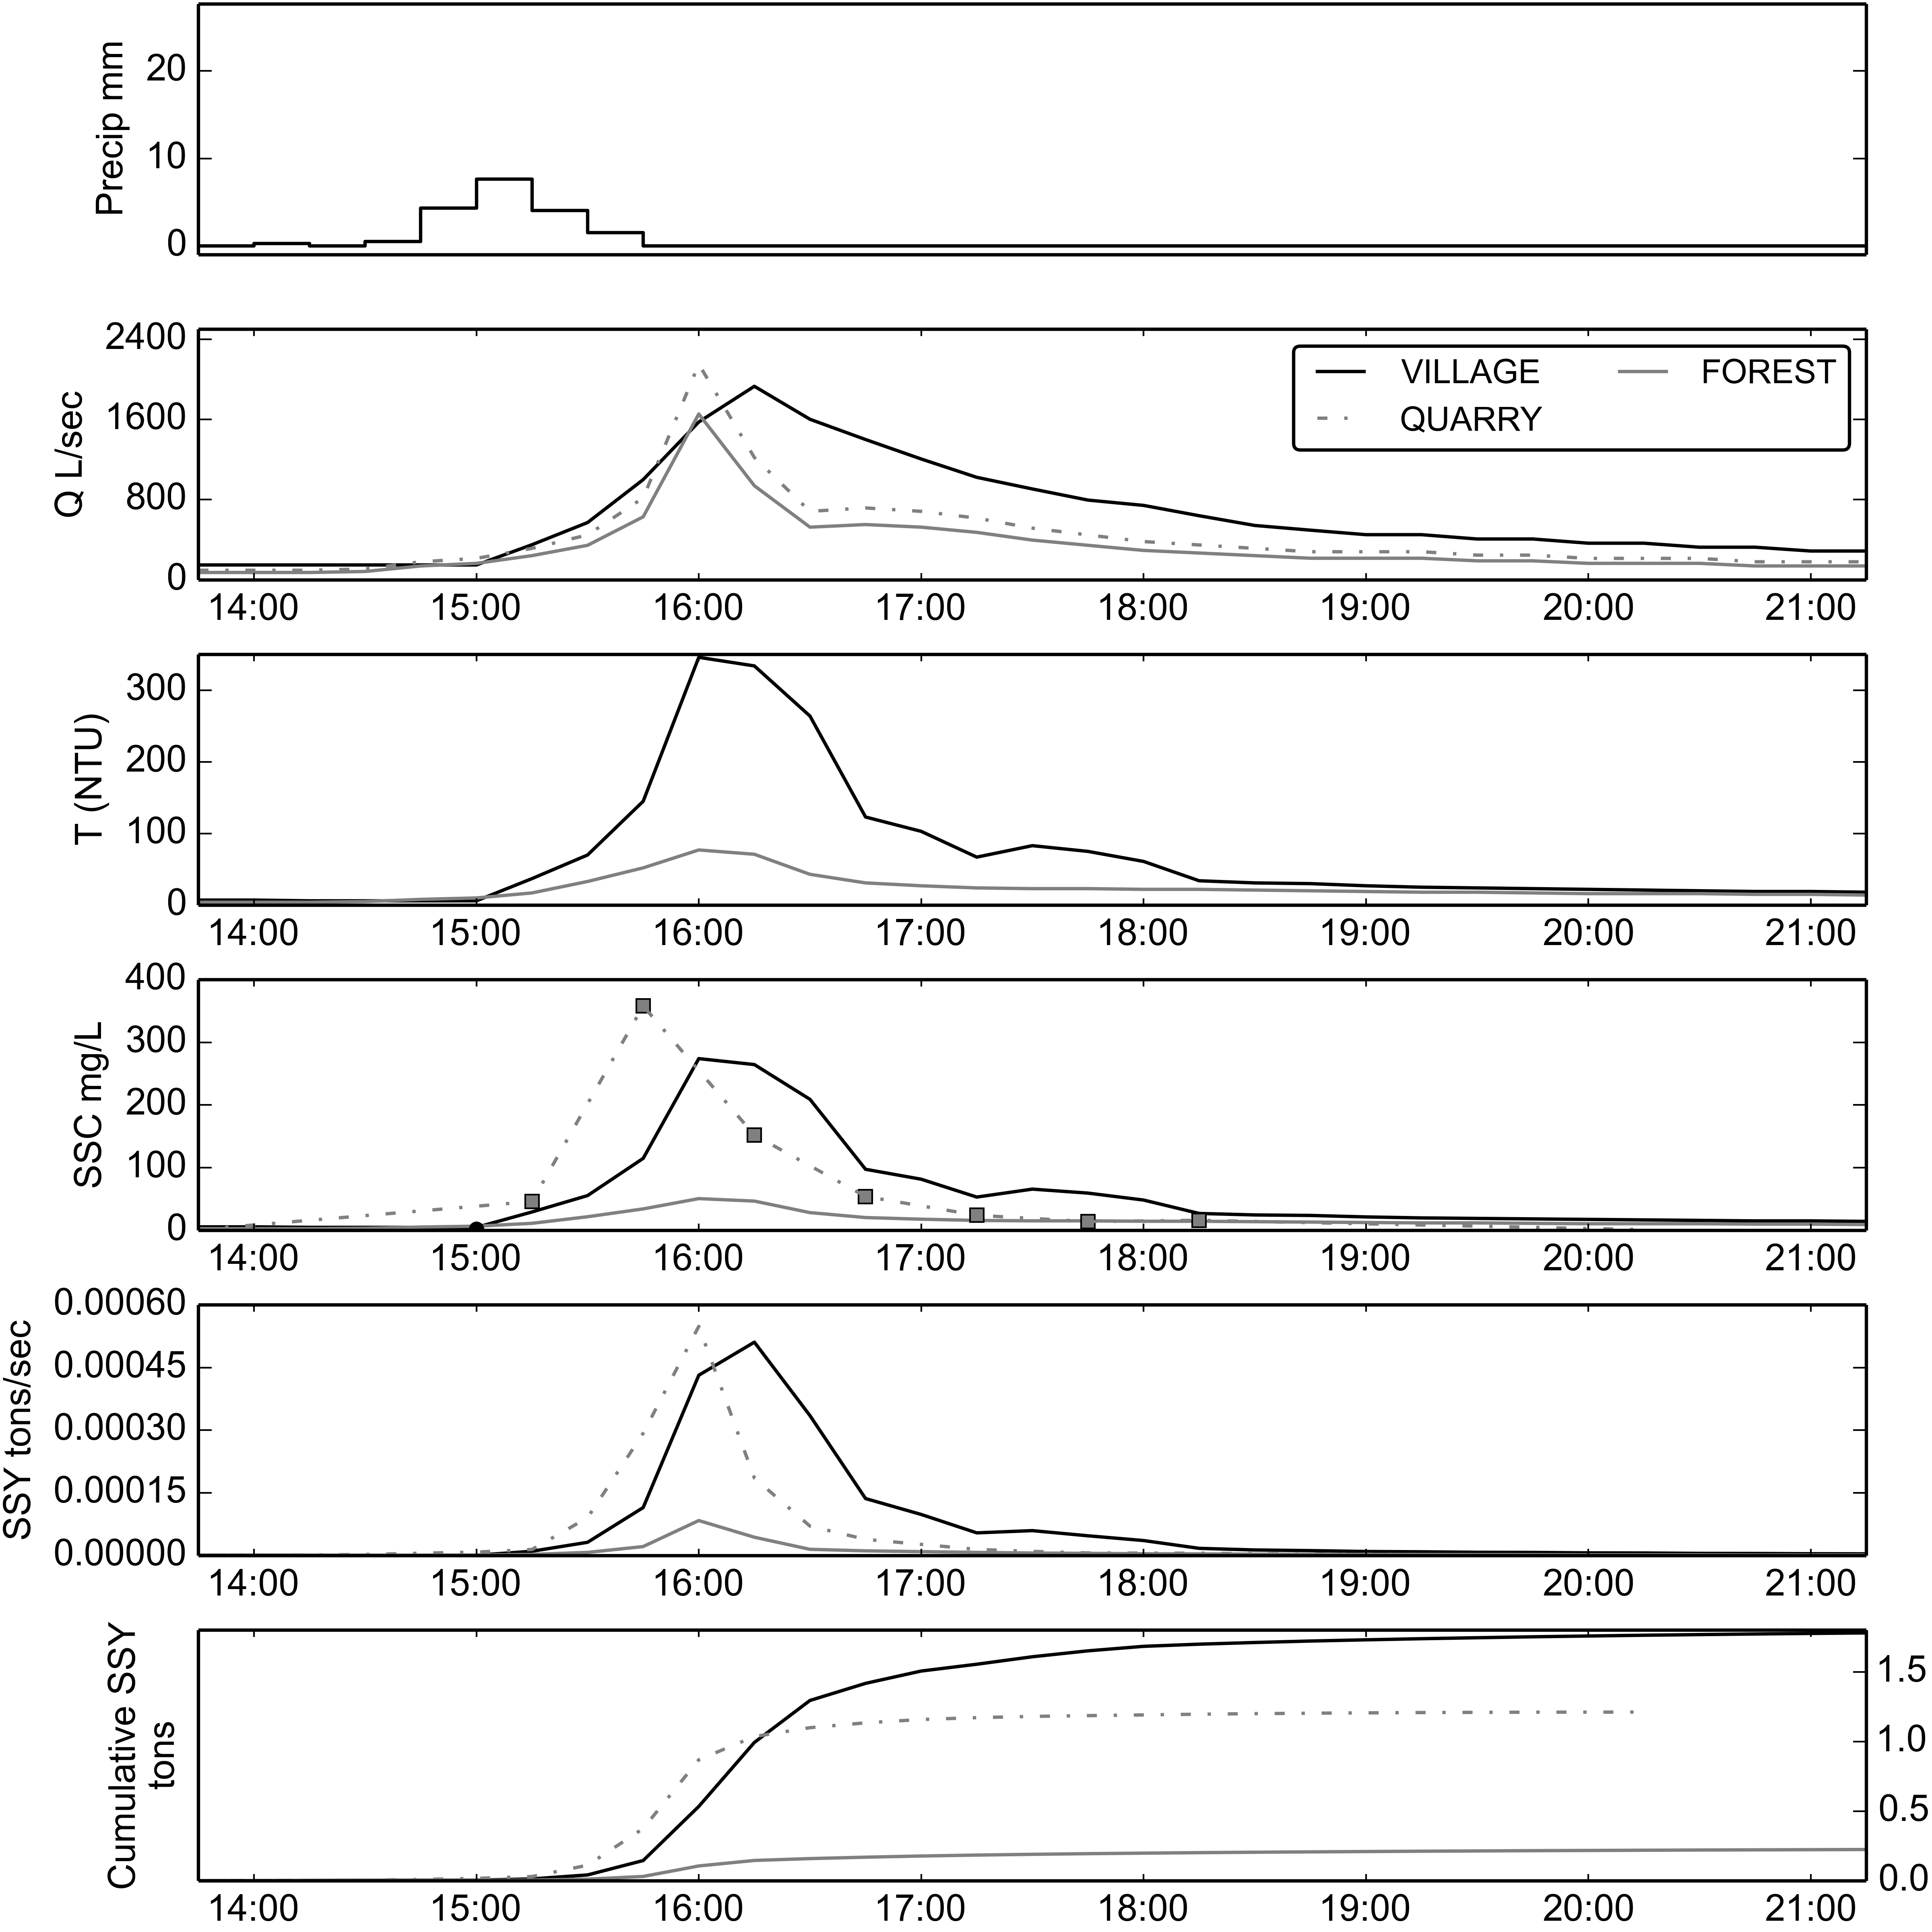 Precip mm
20
10
0
Q L/sec
2400
1600
800
0
VILLAGE FOREST
QUARRY
14:00 15:00 16:00 17:00 18:00 19:00 20:00 21:00
T (NTU)
300
200
100
0
14:00 15:00 16:00 17:00 18:00 19:00 20:00 21:00
SSC mg/L
400
300
200
100
0
14:00 15:00 16:00 17:00 18:00 19:00 20:00 21:00
SSY tons/sec
0.00060
0.00045
0.00030
0.00015
0.00000
14:00 15:00 16:00 17:00 18:00 19:00 20:00 21:00
Cumulative SSY
tons
1.5
1.0
0.5
0.0
14:00 15:00 16:00 17:00 18:00 19:00 20:00 21:00